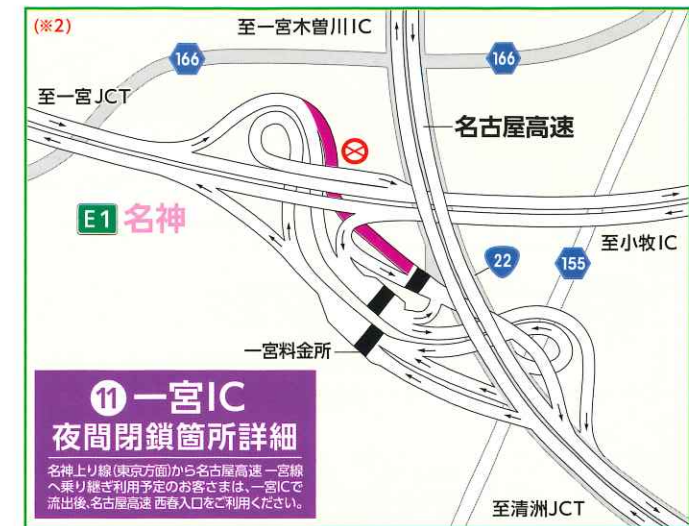 (※2)
至一宮木曽川IC
166
166
至一宮JCT
名古屋高速
E1 名神
至小牧IC
22
155
一宮料金所
⑪一宮IC
夜間閉鎖箇所詳細
名神上り線(東京方面)から名古屋高速 一宮線
へ乗り継ぎ利用予定のお客さまは、一宮ICで
流出後、名古屋高速 西春入口をご利用ください。
至清洲JCT